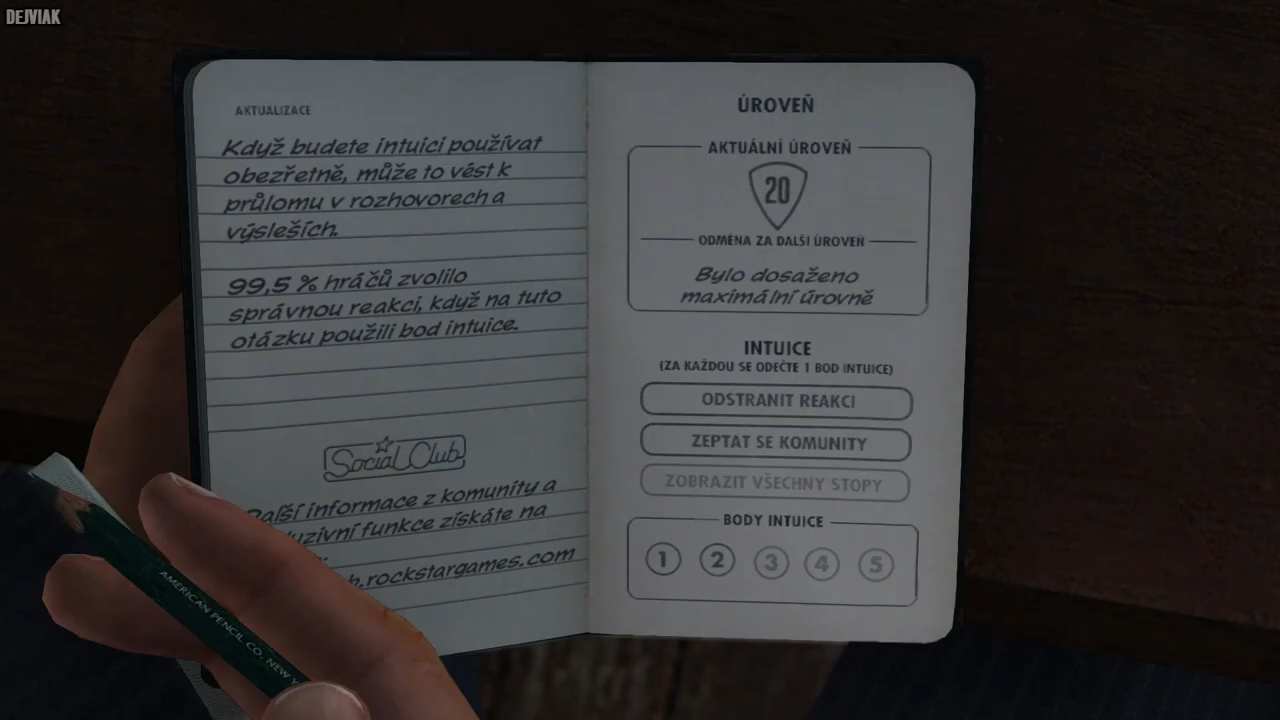 DEJVIAK
AKTUALIZACE
Když budete intuici používat
obezřetně, může to vést k
průlomu v rozhovorech a
výsleších.
99,5 % hráčů zvolilo
správnou reakci, když na tuto
otázku použili bod intuice.
Social Club
Další informace z komunity a
funkce získáte na
.rockstargames.com
AMERICAN PENCIL CO. NEW Y
ÚROVEŇ
AKTUÁLNÍ ÚROVEŇ
20
ODMĚNA ZA DALŠÍ ÚROVEŇ
Bylo dosaženo
maximální úrovně
INTUICE
(ZA KAŽDOU SE ODEČTE 1 BOD INTUICE)
ODSTRANIT REAKCI
ZEPTAT SE KOMUNITY
ZOBRAZIT VŠECHNY STOPY
BODY INTUICE
1 2 3 4 5